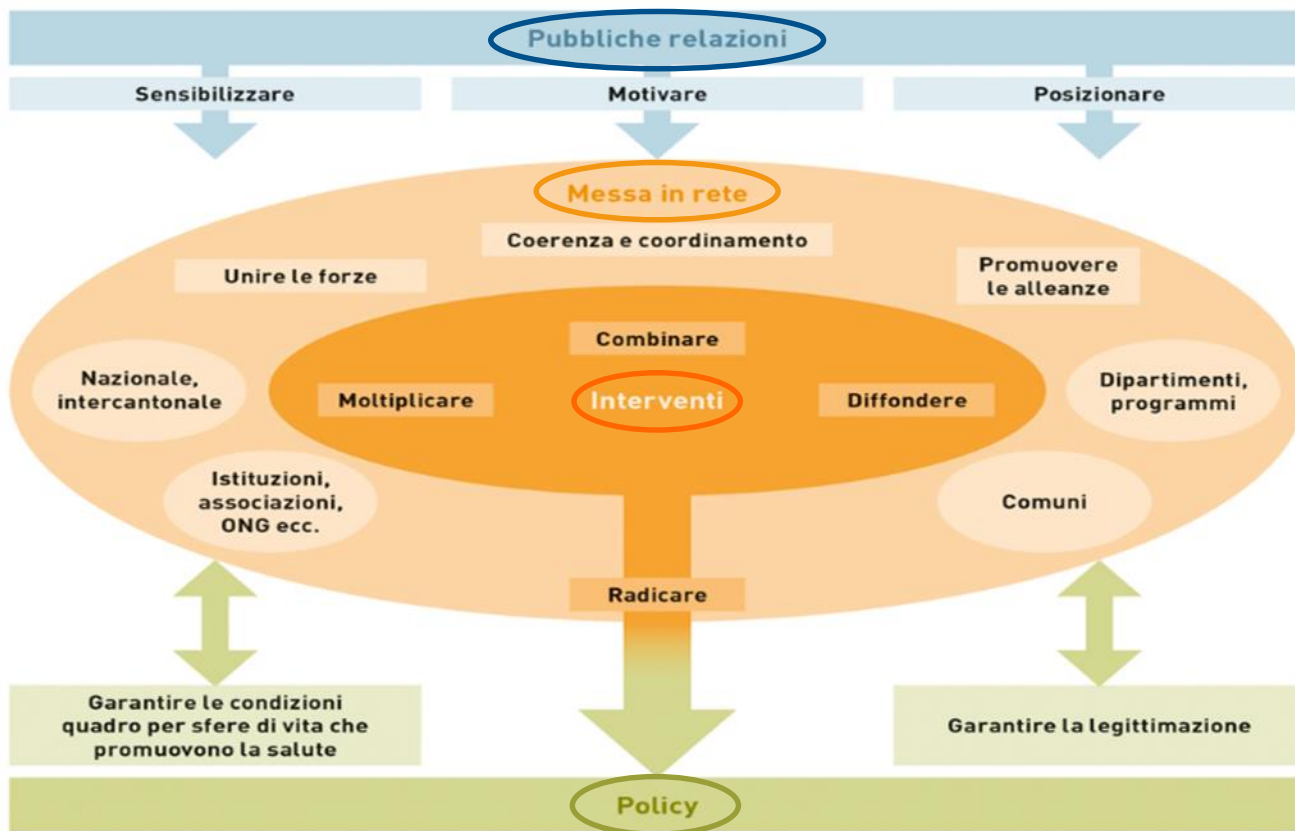 Pubbliche relazioni
Sensibilizzare
Motivare
Posizionare
Messa in rete
Coerenza e coordinamento
Unire le forze
Promuovere
le alleanze
Combinare
Nazionale,
intercantonale
Moltiplicare
Interventi
Diffondere
Dipartimenti,
programmi
Istituzioni,
associazioni,
ONG ecc.
Comuni
Radicare
Garantire le condizioni
quadro per sfere di vita che
promuovono la salute
Garantire la legittimazione
Policy